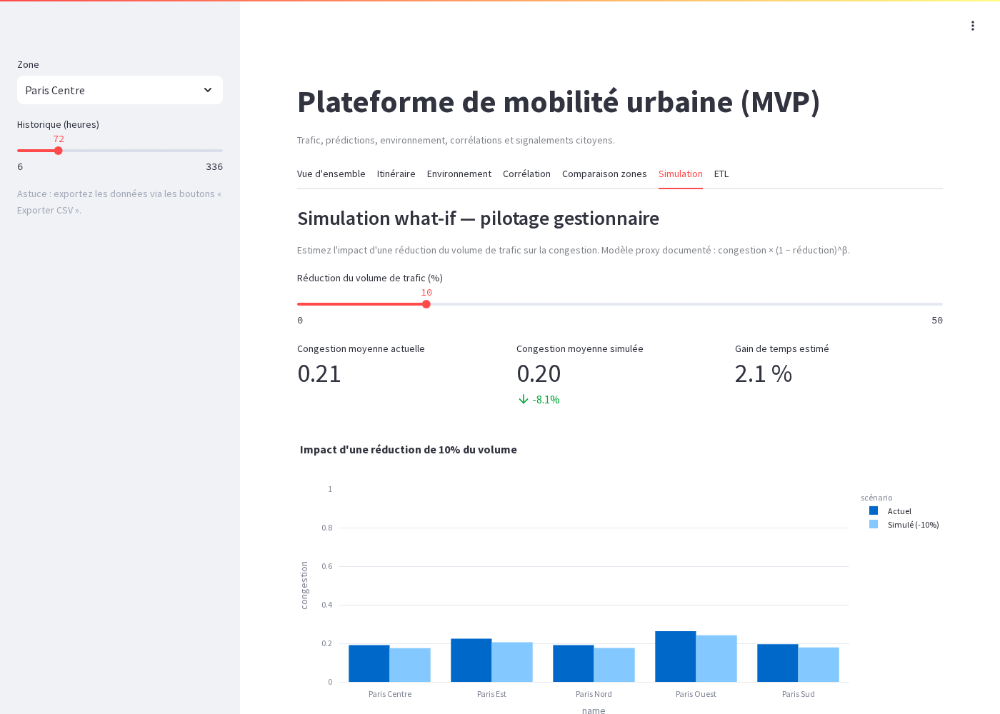 Zone
Paris Centre
Historique (heures)
72
6 336
Astuce : exportez les données via les boutons «
Exporter CSV ».
Plateforme de mobilité urbaine (MVP)
Trafic, prédictions, environnement, corrélations et signalements citoyens.
Vue d'ensemble Itinéraire Environnement Corrélation Comparaison zones Simulation ETL
Simulation what-if — pilotage gestionnaire
Estimez l'impact d'une réduction du volume de trafic sur la congestion. Modèle proxy documenté : congestion × (1 − réduction)^β.
Réduction du volume de trafic (%)
10
0 50
Congestion moyenne actuelle
0.21
Congestion moyenne simulée
0.20
-8.1%
Gain de temps estimé
2.1 %
Impact d'une réduction de 10% du volume
1
0.8
0.6
0.4
0.2
0
congestion
Paris Centre Paris Est Paris Nord Paris Ouest Paris Sud
name
scénario
Actuel
Simulé (-10%)